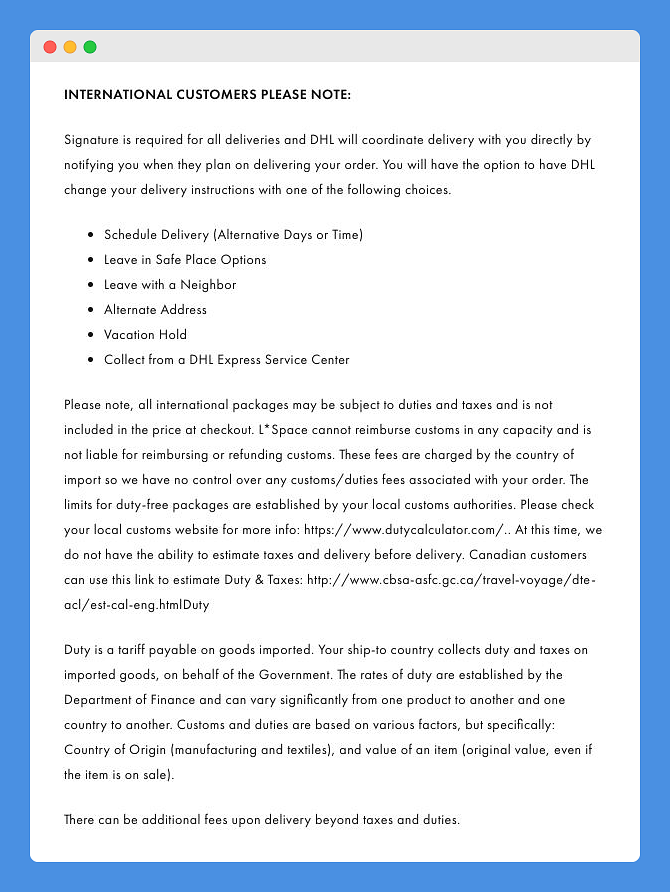 INTERNATIONAL CUSTOMERS PLEASE NOTE:
Signature is required for all deliveries and DHL will coordinate delivery with you directly by
notifying you when they plan on delivering your order. You will have the option to have DHL
change your delivery instructions with one of the following choices.
• Schedule Delivery (Alternative Days or Time)
• Leave in Safe Place Options
• Leave with a Neighbor
• Alternate Address
• Vacation Hold
• Collect from a DHL Express Service Center
Please note, all international packages may be subject to duties and taxes and is not
included in the price at checkout. L*Space cannot reimburse customs in any capacity and is
not liable for reimbursing or refunding customs. These fees are charged by the country of
import so we have no control over any customs/duties fees associated with your order. The
limits for duty-free packages are established by your local customs authorities. Please check
your local customs website for more info: https://www.dutycalculator.com/.. At this time, we
do not have the ability to estimate taxes and delivery before delivery. Canadian customers
can use this link to estimate Duty & Taxes: http://www.cbsa-asfc.gc.ca/travel-voyage/dte-
acl/est-cal-eng.htmlDuty
Duty is a tariff payable on goods imported. Your ship-to country collects duty and taxes on
imported goods, on behalf of the Government. The rates of duty are established by the
Department of Finance and can vary significantly from one product to another and one
country to another. Customs and duties are based on various factors, but specifically:
Country of Origin (manufacturing and textiles), and value of an item (original value, even if
the item is on sale).
There can be additional fees upon delivery beyond taxes and duties.